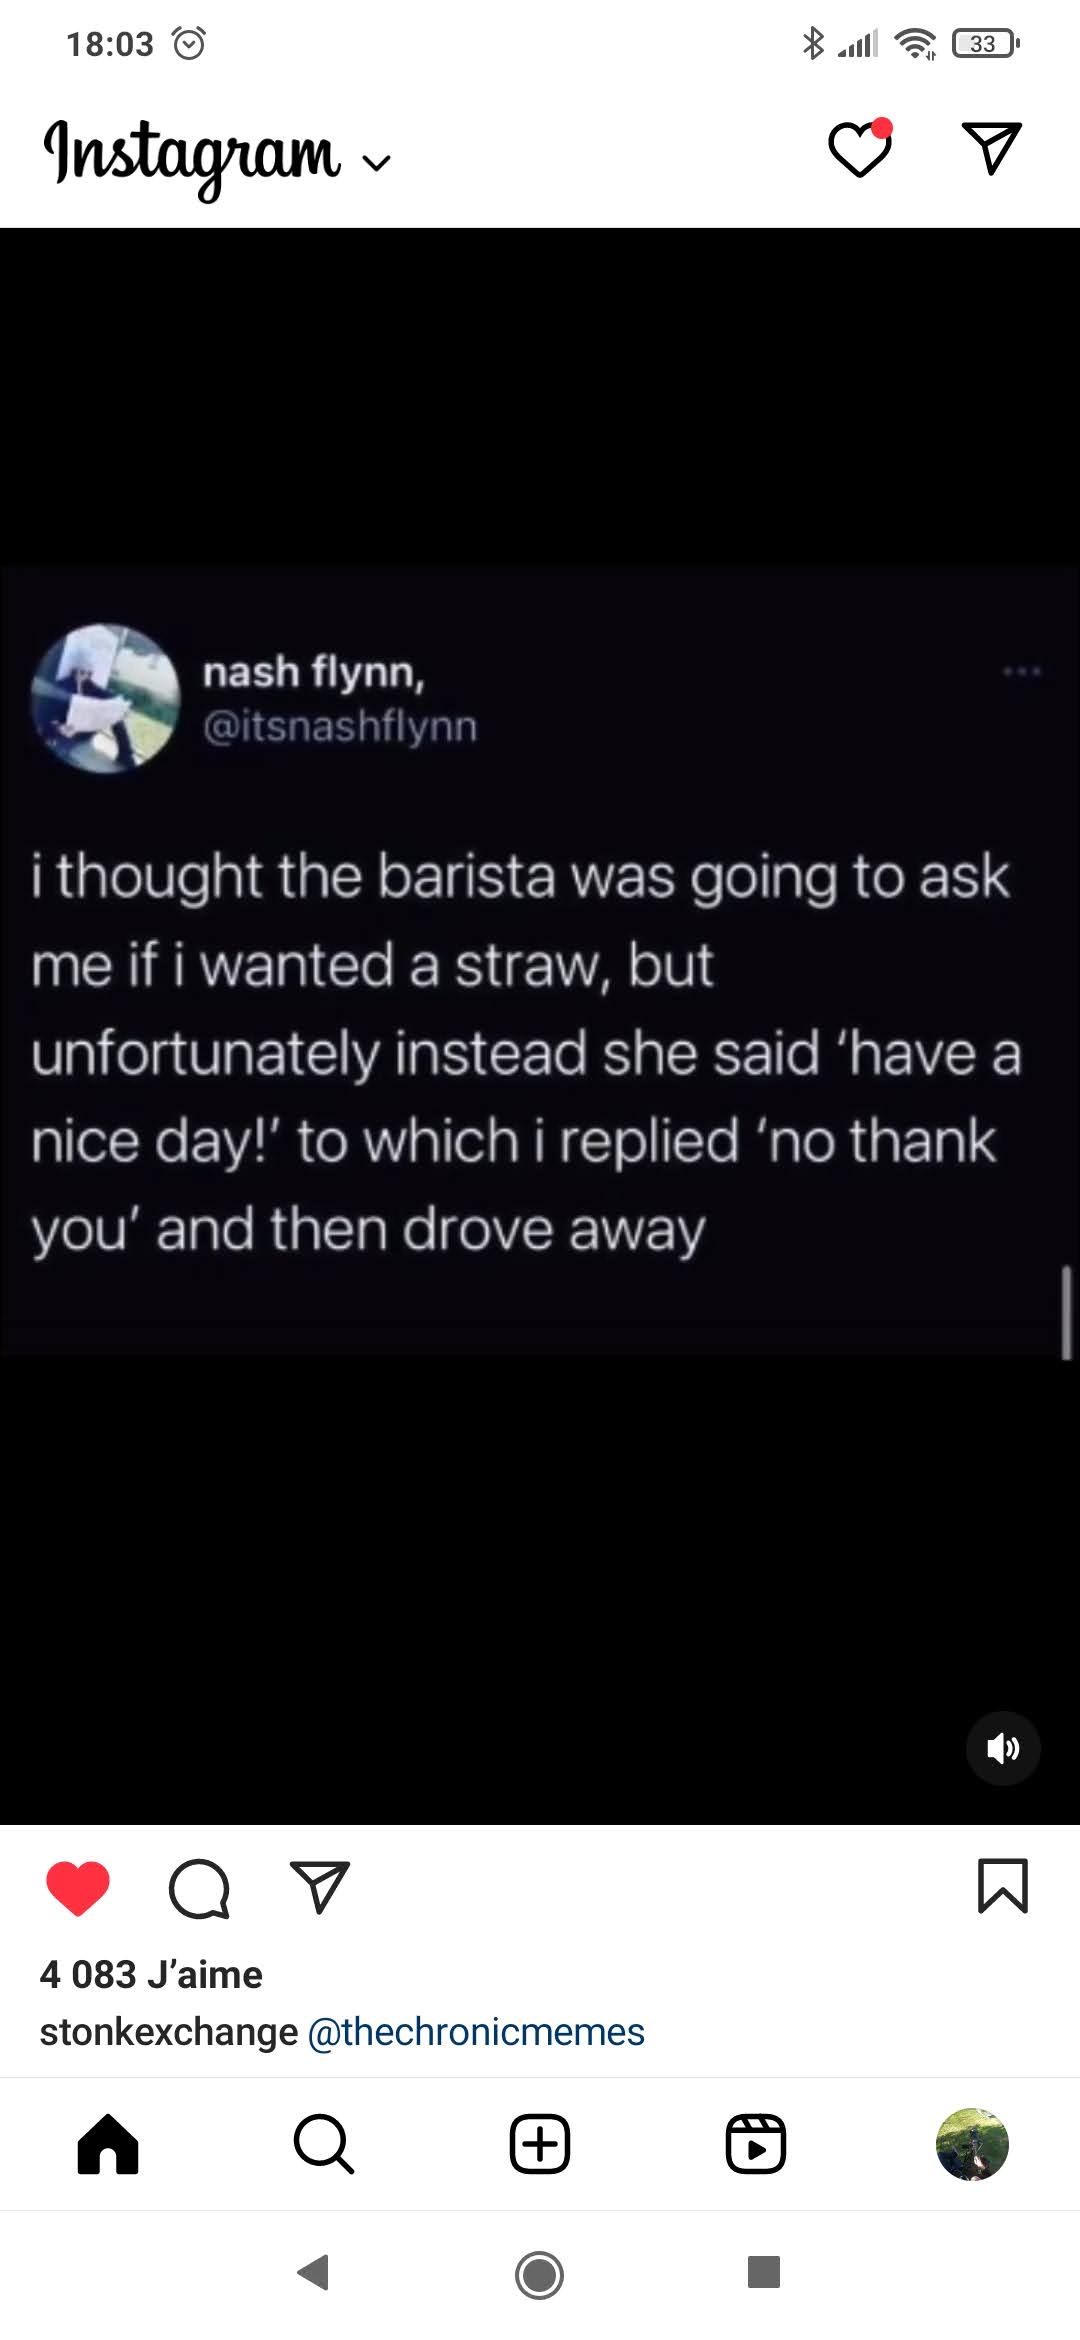 18:03
33
Instagram
nash flynn,
@itsnashflynn
i thought the barista was going to ask
me if i wanted a straw, but
unfortunately instead she said ‘have a
nice day!’ to which i replied ‘no thank
you’ and then drove away
4 083 J’aime
stonkexchange @thechronicmemes